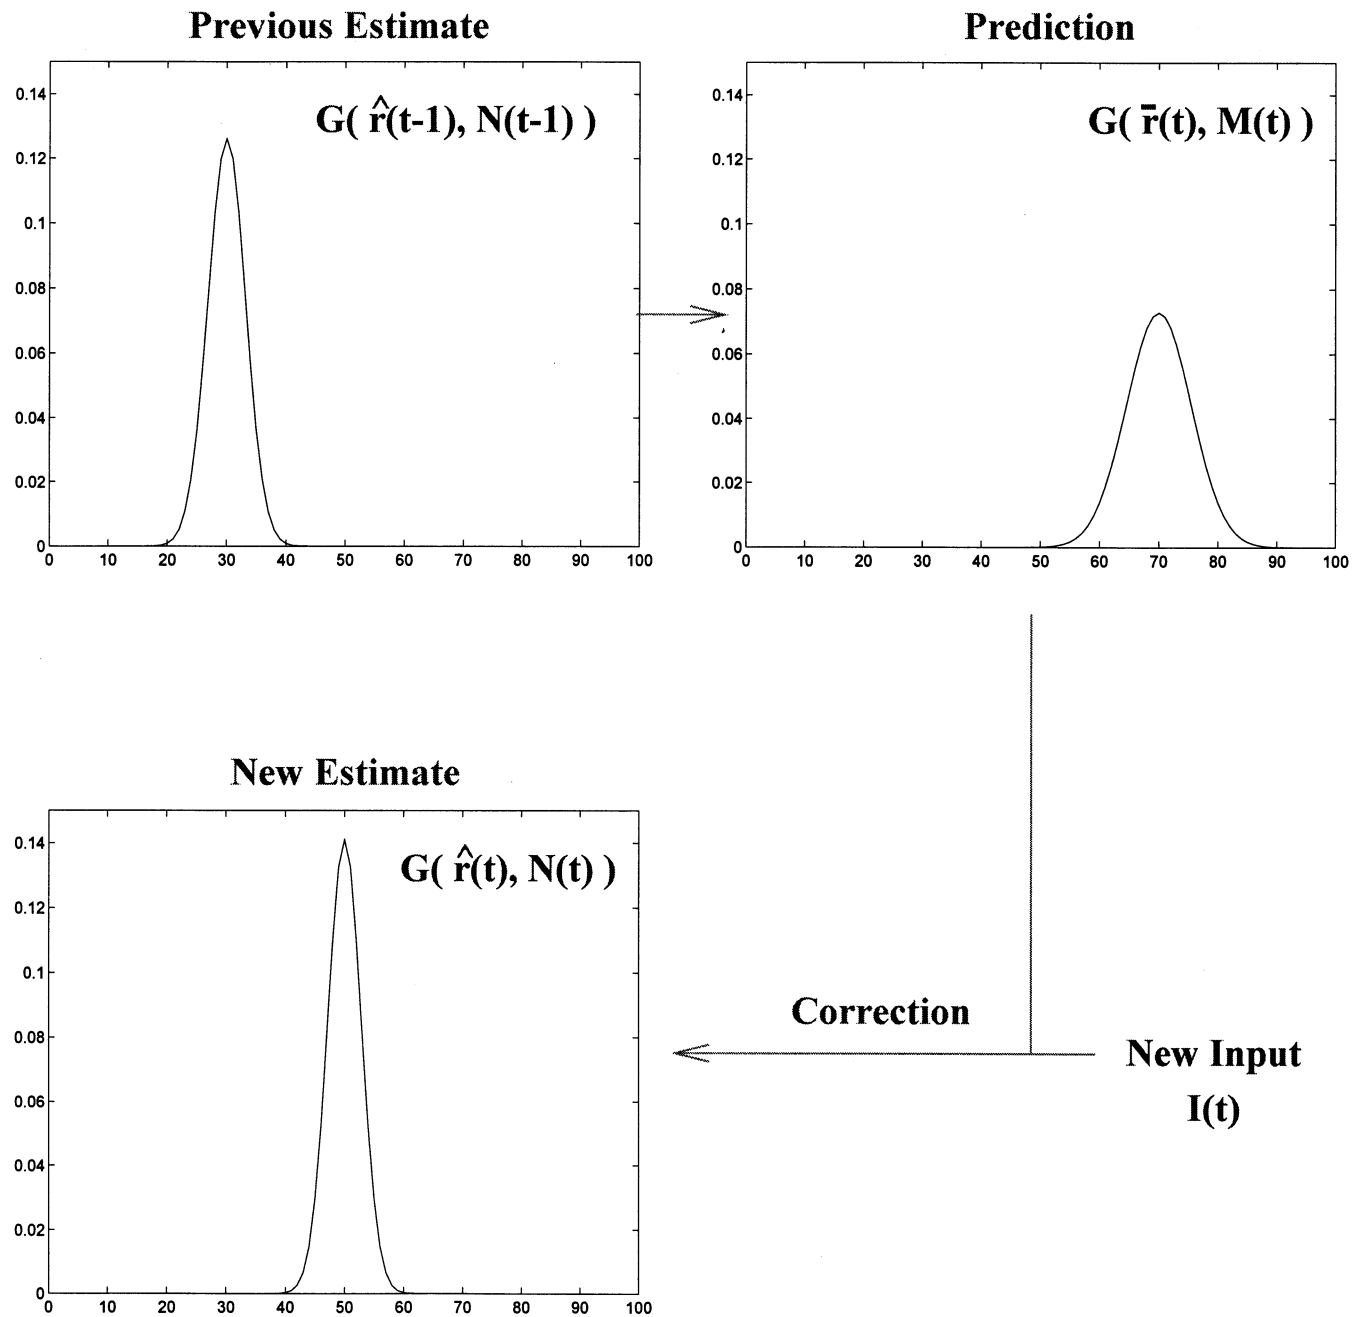 Previous Estimate
G( r̂(t-1), N(t-1) )
0.14
0.12
0.1
0.08
0.06
0.04
0.02
0
0 10 20 30 40 50 60 70 80 90 100
Prediction
G( r̄(t), M(t) )
0.14
0.12
0.1
0.08
0.06
0.04
0.02
0
0 10 20 30 40 50 60 70 80 90 100
New Estimate
G( r̂(t), N(t) )
0.14
0.12
0.1
0.08
0.06
0.04
0.02
0
0 10 20 30 40 50 60 70 80 90 100
Correction
New Input
I(t)